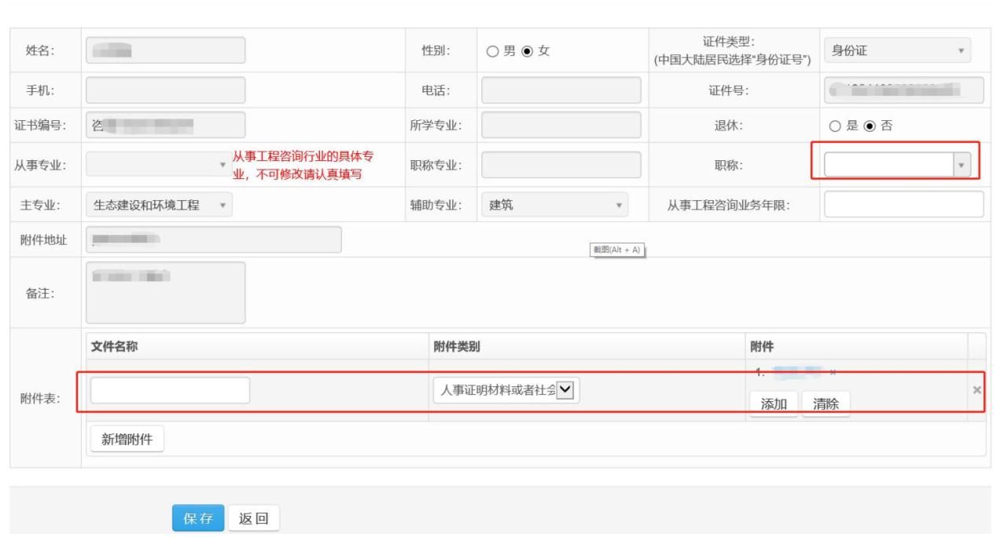 姓名:
性别:
男 女
证件类型:
(中国大陆居民选择“身份证号”)
身份证
手机:
电话:
证件号:
证书编号:
咨
所学专业:
退休:
是 否
从事专业:
从事工程咨询行业的具体专
业，不可修改请认真填写
职称专业:
职称:
主专业:
生态建设和环境工程
辅助专业:
建筑
从事工程咨询业务年限:
附件地址
截图(Alt + A)
备注:
附件表:
文件名称
附件类别
附件
1.
人事证明材料或者社会
添加
清除
新增附件
保存
返回